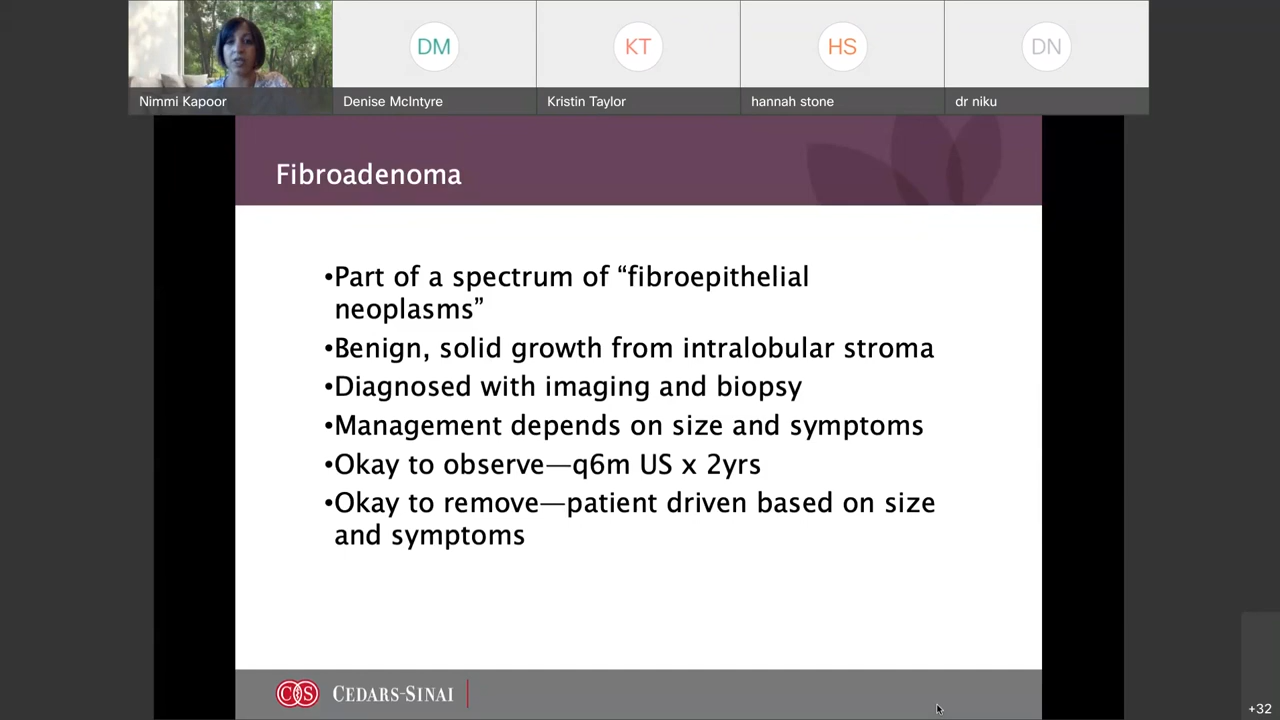 DM
KT
HS
DN
Nimmi Kapoor
Denise McIntyre
Kristin Taylor
hannah stone
dr niku
Fibroadenoma
•Part of a spectrum of “fibroepithelial
neoplasms”
•Benign, solid growth from intralobular stroma
•Diagnosed with imaging and biopsy
•Management depends on size and symptoms
•Okay to observe—q6m US x 2yrs
•Okay to remove—patient driven based on size
and symptoms
CS
CEDARS-SINAI
+32